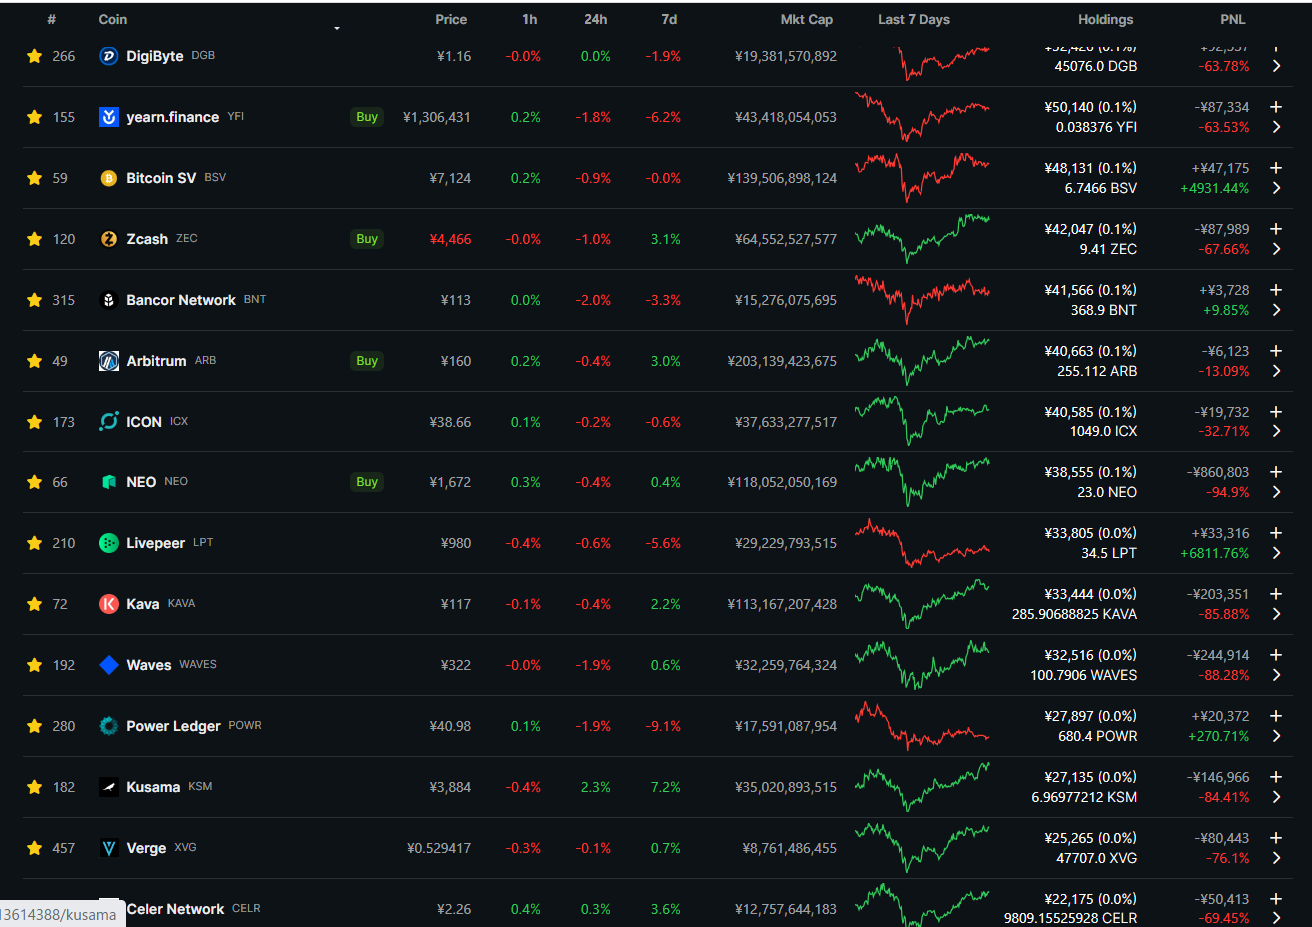 # Coin Price 1h 24h 7d Mkt Cap Last 7 Days Holdings PNL
266 DigiByte DGB ¥1.16 -0.0% 0.0% -1.9% ¥19,381,570,892
45076.0 DGB -63.78%
155 yearn.finance YFI Buy ¥1,306,431 0.2% -1.8% -6.2% ¥43,418,054,053 ¥50,140 (0.1%) -¥87,334
0.038376 YFI -63.53%
59 Bitcoin SV BSV ¥7,124 0.2% -0.9% -0.0% ¥139,506,898,124 ¥48,131 (0.1%) +¥47,175
6.7466 BSV +4931.44%
120 Zcash ZEC Buy ¥4,466 -0.0% -1.0% 3.1% ¥64,552,527,577 ¥42,047 (0.1%) -¥87,989
9.41 ZEC -67.66%
315 Bancor Network BNT ¥113 0.0% -2.0% -3.3% ¥15,276,075,695 ¥41,566 (0.1%) +¥3,728
368.9 BNT +9.85%
49 Arbitrum ARB Buy ¥160 0.2% -0.4% 3.0% ¥203,139,423,675 ¥40,663 (0.1%) -¥6,123
255.112 ARB -13.09%
173 ICON ICX ¥38.66 0.1% -0.2% -0.6% ¥37,633,277,517 ¥40,585 (0.1%) -¥19,732
1049.0 ICX -32.71%
66 NEO NEO Buy ¥1,672 0.3% -0.4% 0.4% ¥118,052,050,169 ¥38,555 (0.1%) -¥860,803
23.0 NEO -94.9%
210 Livepeer LPT ¥980 -0.4% -0.6% -5.6% ¥29,229,793,515 ¥33,805 (0.0%) +¥33,316
34.5 LPT +6811.76%
72 Kava KAVA ¥117 -0.1% -0.4% 2.2% ¥113,167,207,428 ¥33,444 (0.0%) -¥203,351
285.90688825 KAVA -85.88%
192 Waves WAVES ¥322 -0.0% -1.9% 0.6% ¥32,259,764,324 ¥32,516 (0.0%) -¥244,914
100.7906 WAVES -88.28%
280 Power Ledger POWR ¥40.98 0.1% -1.9% -9.1% ¥17,591,087,954 ¥27,897 (0.0%) +¥20,372
680.4 POWR +270.71%
182 Kusama KSM ¥3,884 -0.4% 2.3% 7.2% ¥35,020,893,515 ¥27,135 (0.0%) -¥146,966
6.96977212 KSM -84.41%
457 Verge XVG ¥0.529417 -0.3% -0.1% 0.7% ¥8,761,486,455 ¥25,265 (0.0%) -¥80,443
47707.0 XVG -76.1%
Celer Network CELR ¥2.26 0.4% 0.3% 3.6% ¥12,757,644,183 ¥22,175 (0.0%) -¥50,413
9809.15525928 CELR -69.45%
13614388/kusama